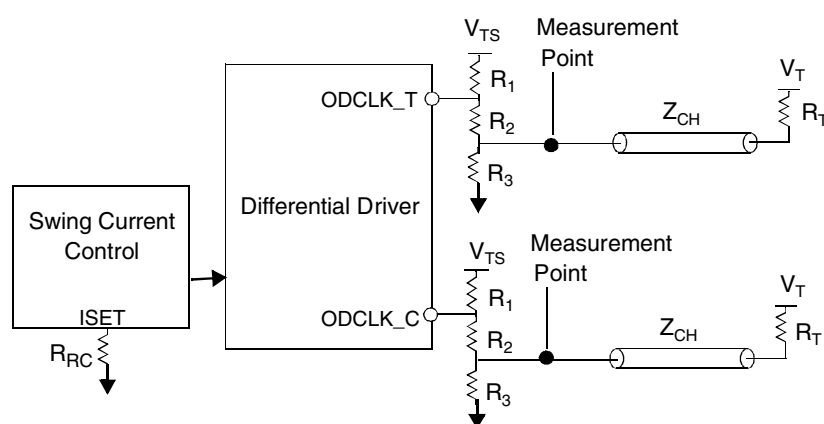 V_TS
Measurement
Point
V_T
R_1
ODCLK_T
R_2
Z_CH
R_T
R_3
Swing Current
Control
Differential Driver
V_TS
Measurement
Point
V_T
ISET
R_1
ODCLK_C
R_2
Z_CH
R_T
R_RC
R_3